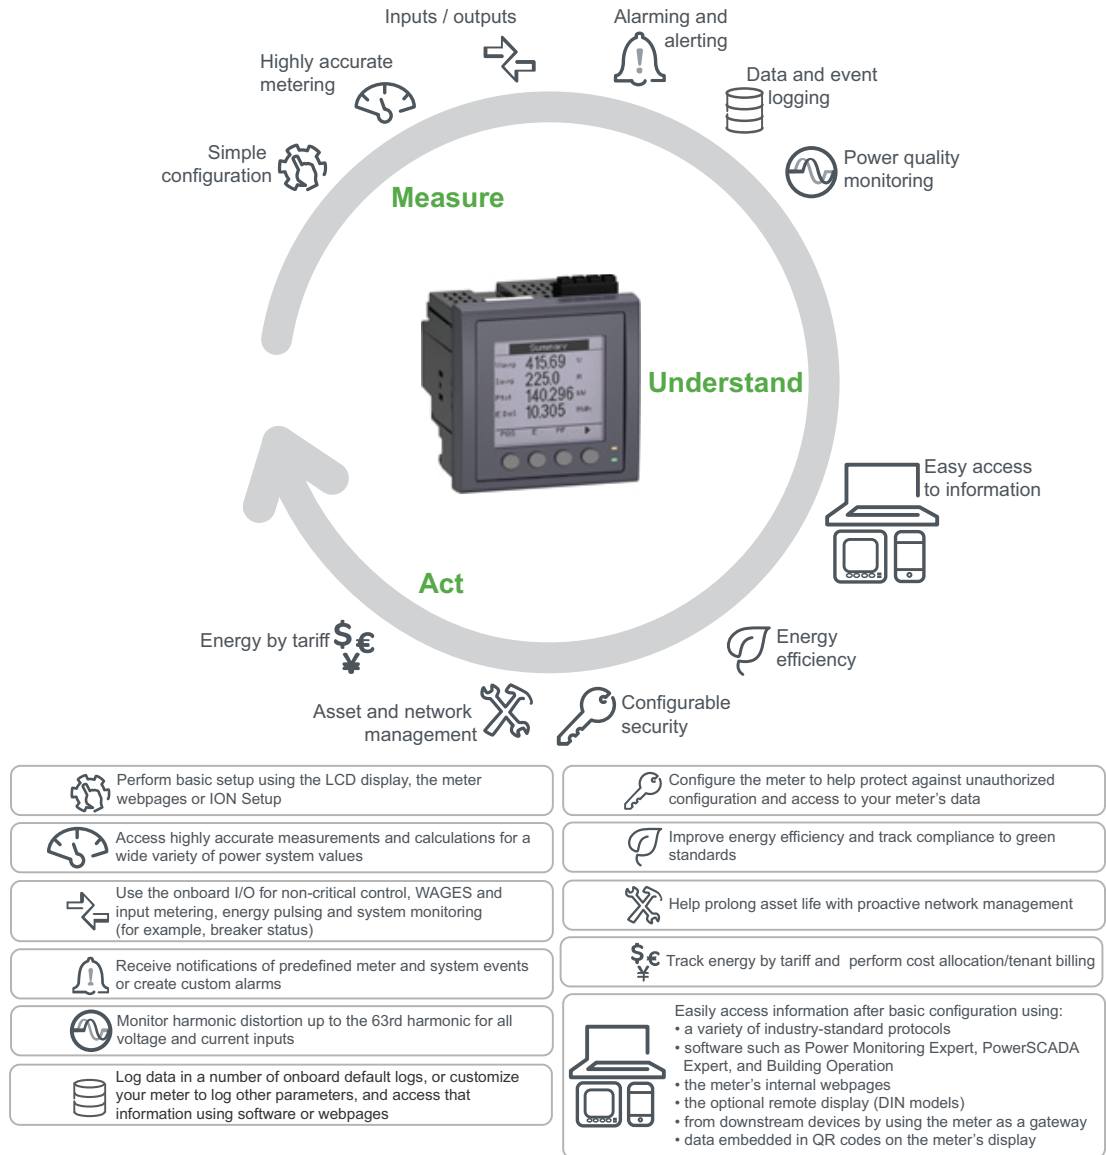 Inputs / outputs
Alarming and
alerting
Highly accurate
metering
Data and event
logging
Simple
configuration
Power quality
monitoring
Measure
Summary
Vavg 415.69 V
Iavg 225.0 A
Ptot 140.296 kW
E Del 10.305 MWh
E PF
Understand
Easy access
to information
Act
Energy by tariff $ €
¥
Energy
efficiency
Asset and network
management
Configurable
security
Perform basic setup using the LCD display, the meter
webpages or ION Setup
Access highly accurate measurements and calculations for a
wide variety of power system values
Use the onboard I/O for non-critical control, WAGES and
input metering, energy pulsing and system monitoring
(for example, breaker status)
Receive notifications of predefined meter and system events
or create custom alarms
Monitor harmonic distortion up to the 63rd harmonic for all
voltage and current inputs
Log data in a number of onboard default logs, or customize
your meter to log other parameters, and access that
information using software or webpages
Configure the meter to help protect against unauthorized
configuration and access to your meter's data
Improve energy efficiency and track compliance to green
standards
Help prolong asset life with proactive network management
$ €
¥
Track energy by tariff and perform cost allocation/tenant billing
Easily access information after basic configuration using:
• a variety of industry-standard protocols
• software such as Power Monitoring Expert, PowerSCADA
Expert, and Building Operation
• the meter's internal webpages
• the optional remote display (DIN models)
• from downstream devices by using the meter as a gateway
• data embedded in QR codes on the meter's display